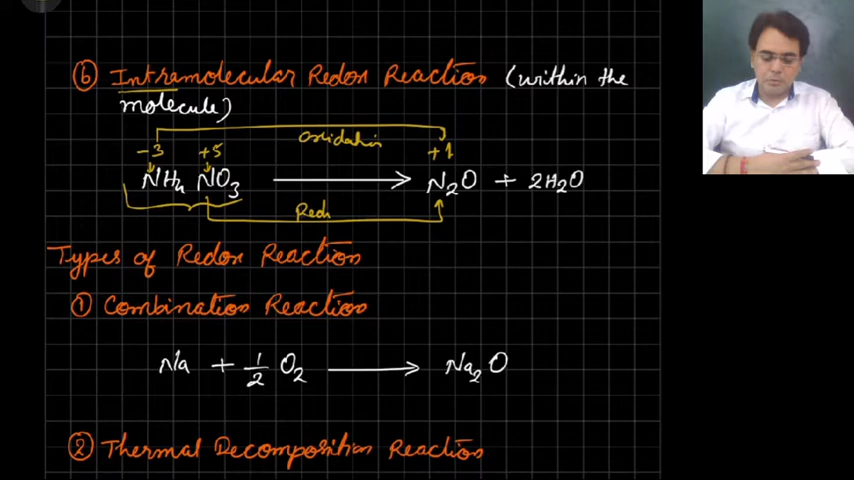 ⑥ Intramolecular Redox Reaction (within the
molecule)
oxidation
-3 +5 +1
NH₄ NO₃ ⟶ N₂O + 2H₂O
Redn
Types of Redox Reaction
① Combination Reaction
Na + 1/2 O₂ ⟶ Na₂O
② Thermal Decomposition Reaction